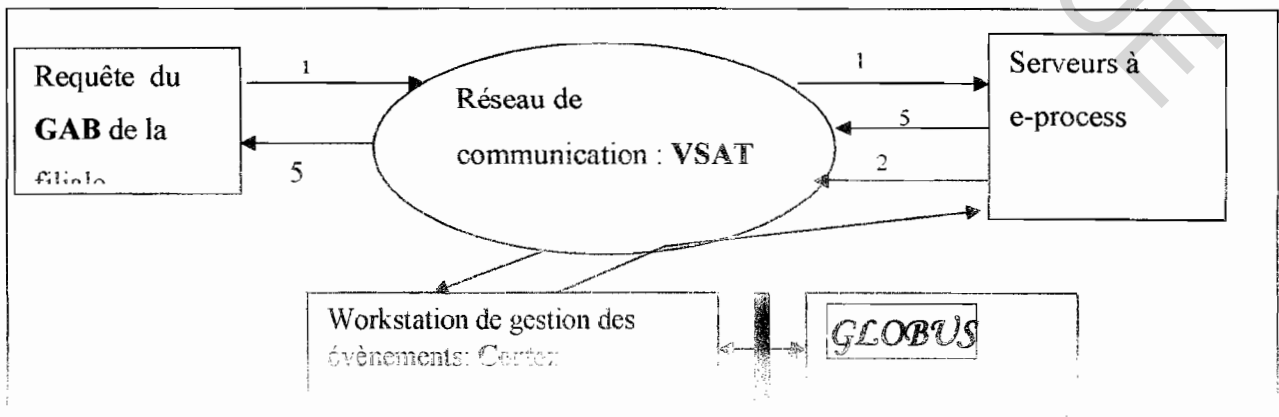 Requête du
GAB de la
filiale
1
5
Réseau de
communication : VSAT
1
5
2
Serveurs à
e-process
Workstation de gestion des
évènements: Cortex
GLOBUS